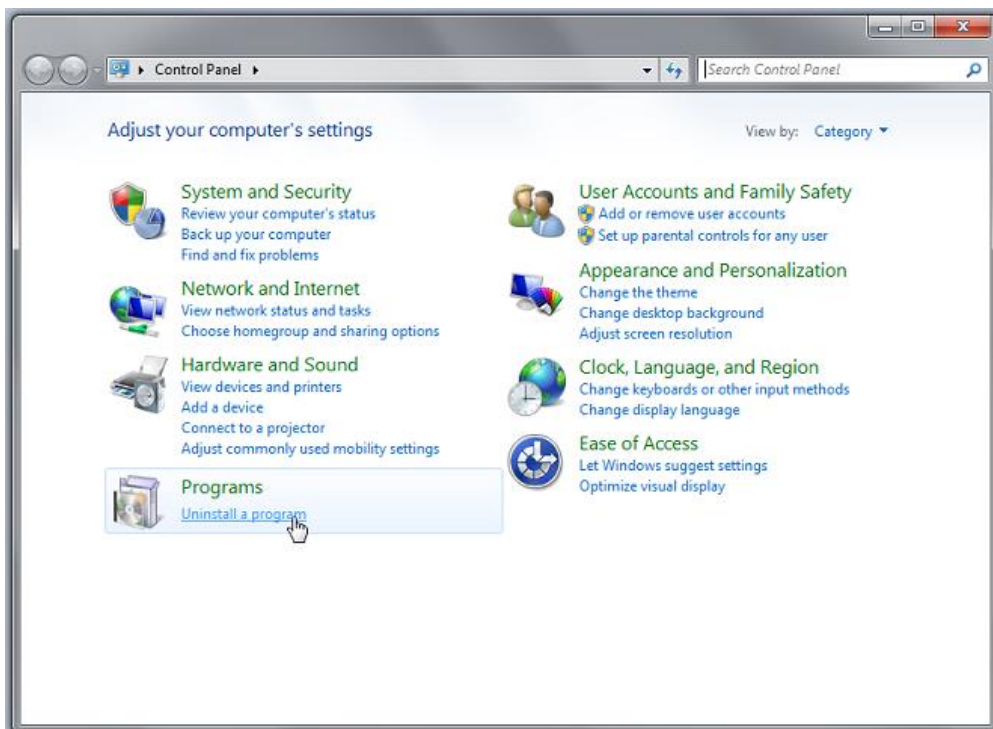 Control Panel
Search Control Panel
Adjust your computer's settings
View by: Category
System and Security
Review your computer's status
Back up your computer
Find and fix problems
Network and Internet
View network status and tasks
Choose homegroup and sharing options
Hardware and Sound
View devices and printers
Add a device
Connect to a projector
Adjust commonly used mobility settings
Programs
Uninstall a program
User Accounts and Family Safety
Add or remove user accounts
Set up parental controls for any user
Appearance and Personalization
Change the theme
Change desktop background
Adjust screen resolution
Clock, Language, and Region
Change keyboards or other input methods
Change display language
Ease of Access
Let Windows suggest settings
Optimize visual display